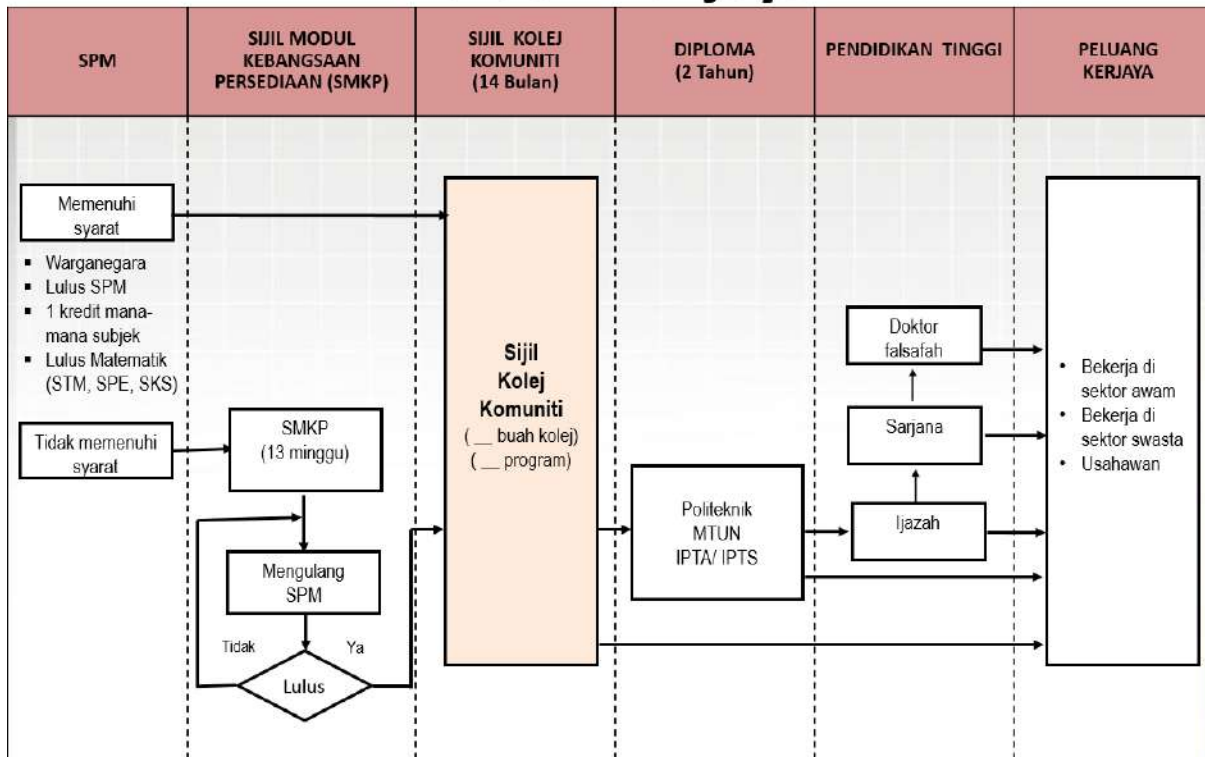 SPM
SIJIL MODUL
KEBANGSAAN
PERSEDIAAN (SMKP)
SIJIL KOLEJ
KOMUNITI
(14 Bulan)
DIPLOMA
(2 Tahun)
PENDIDIKAN TINGGI
PELUANG
KERJAYA
Memenuhi
syarat
▪ Warganegara
▪ Lulus SPM
▪ 1 kredit mana-
mana subjek
▪ Lulus Matematik
(STM, SPE, SKS)
Tidak memenuhi
syarat
SMKP
(13 minggu)
Mengulang
SPM
Tidak
Ya
Lulus
Sijil
Kolej
Komuniti
( __ buah kolej)
( __ program)
Politeknik
MTUN
IPTA/ IPTS
Doktor
falsafah
Sarjana
Ijazah
• Bekerja di
sektor awam
• Bekerja di
sektor swasta
• Usahawan